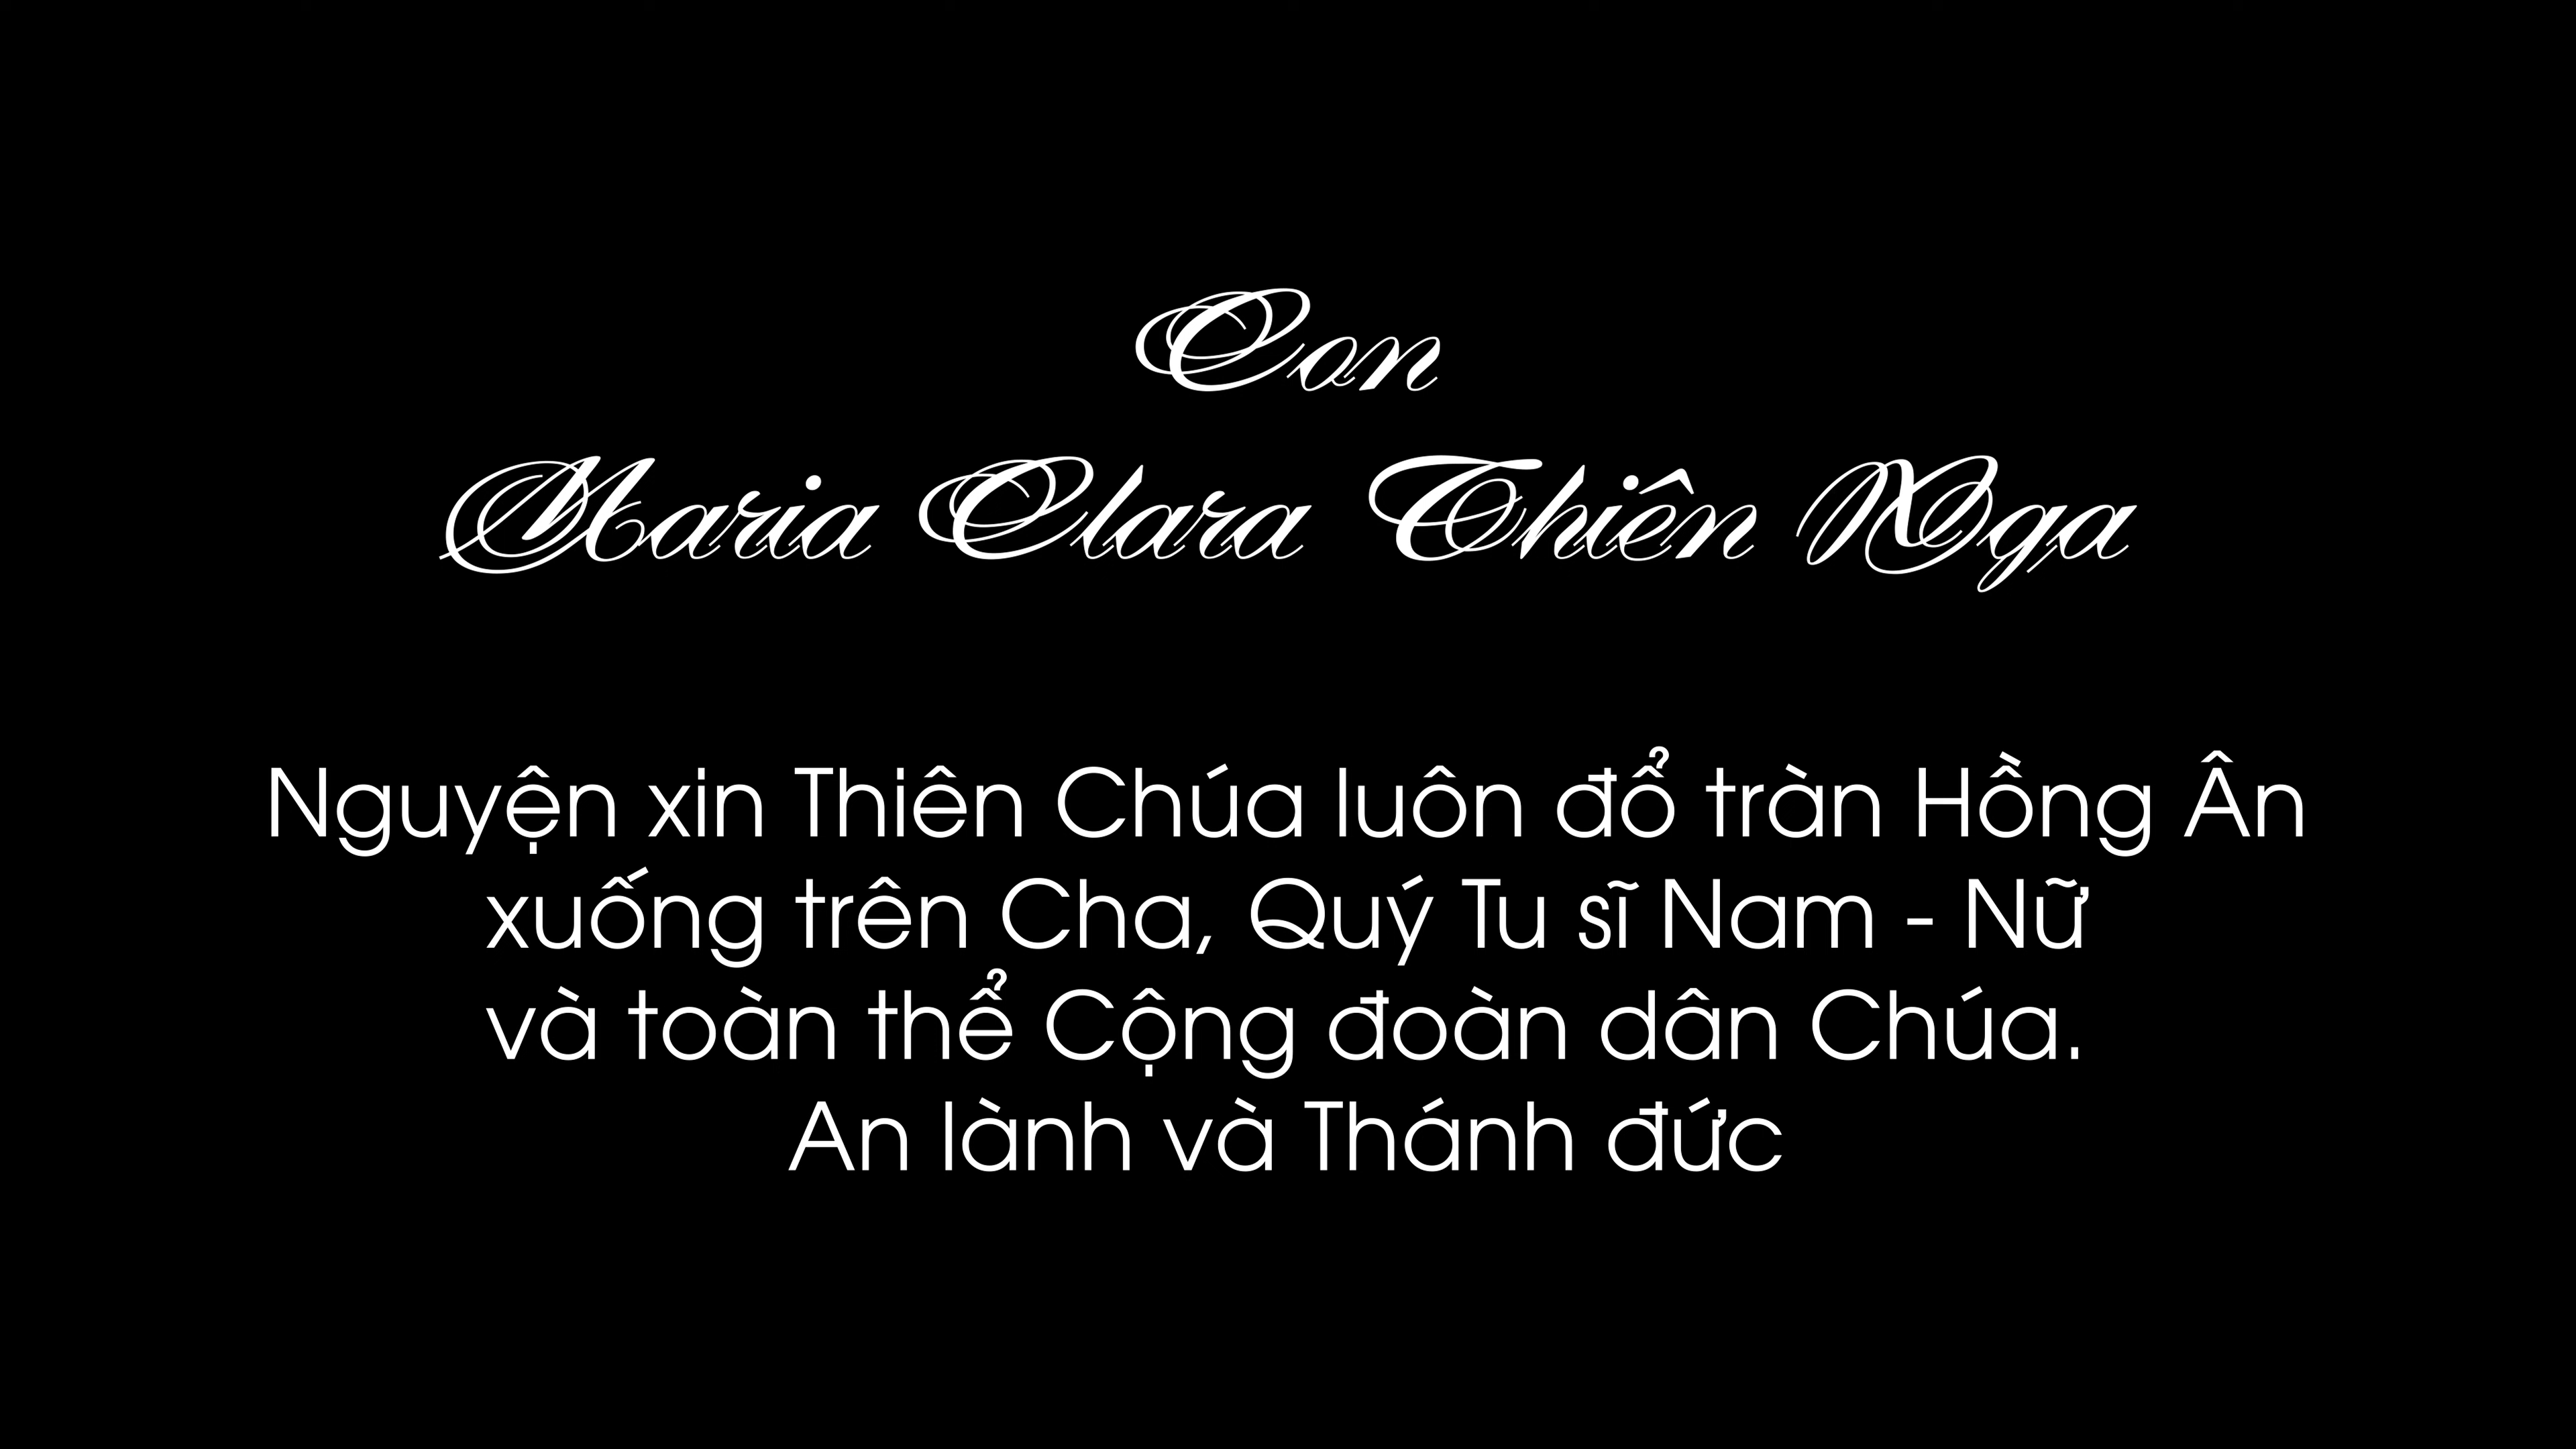 Con
Maria Clara Thiên Nga
Nguyện xin Thiên Chúa luôn đổ tràn Hồng Ân
xuống trên Cha, Quý Tu sĩ Nam - Nữ
và toàn thể Cộng đoàn dân Chúa.
An lành và Thánh đức